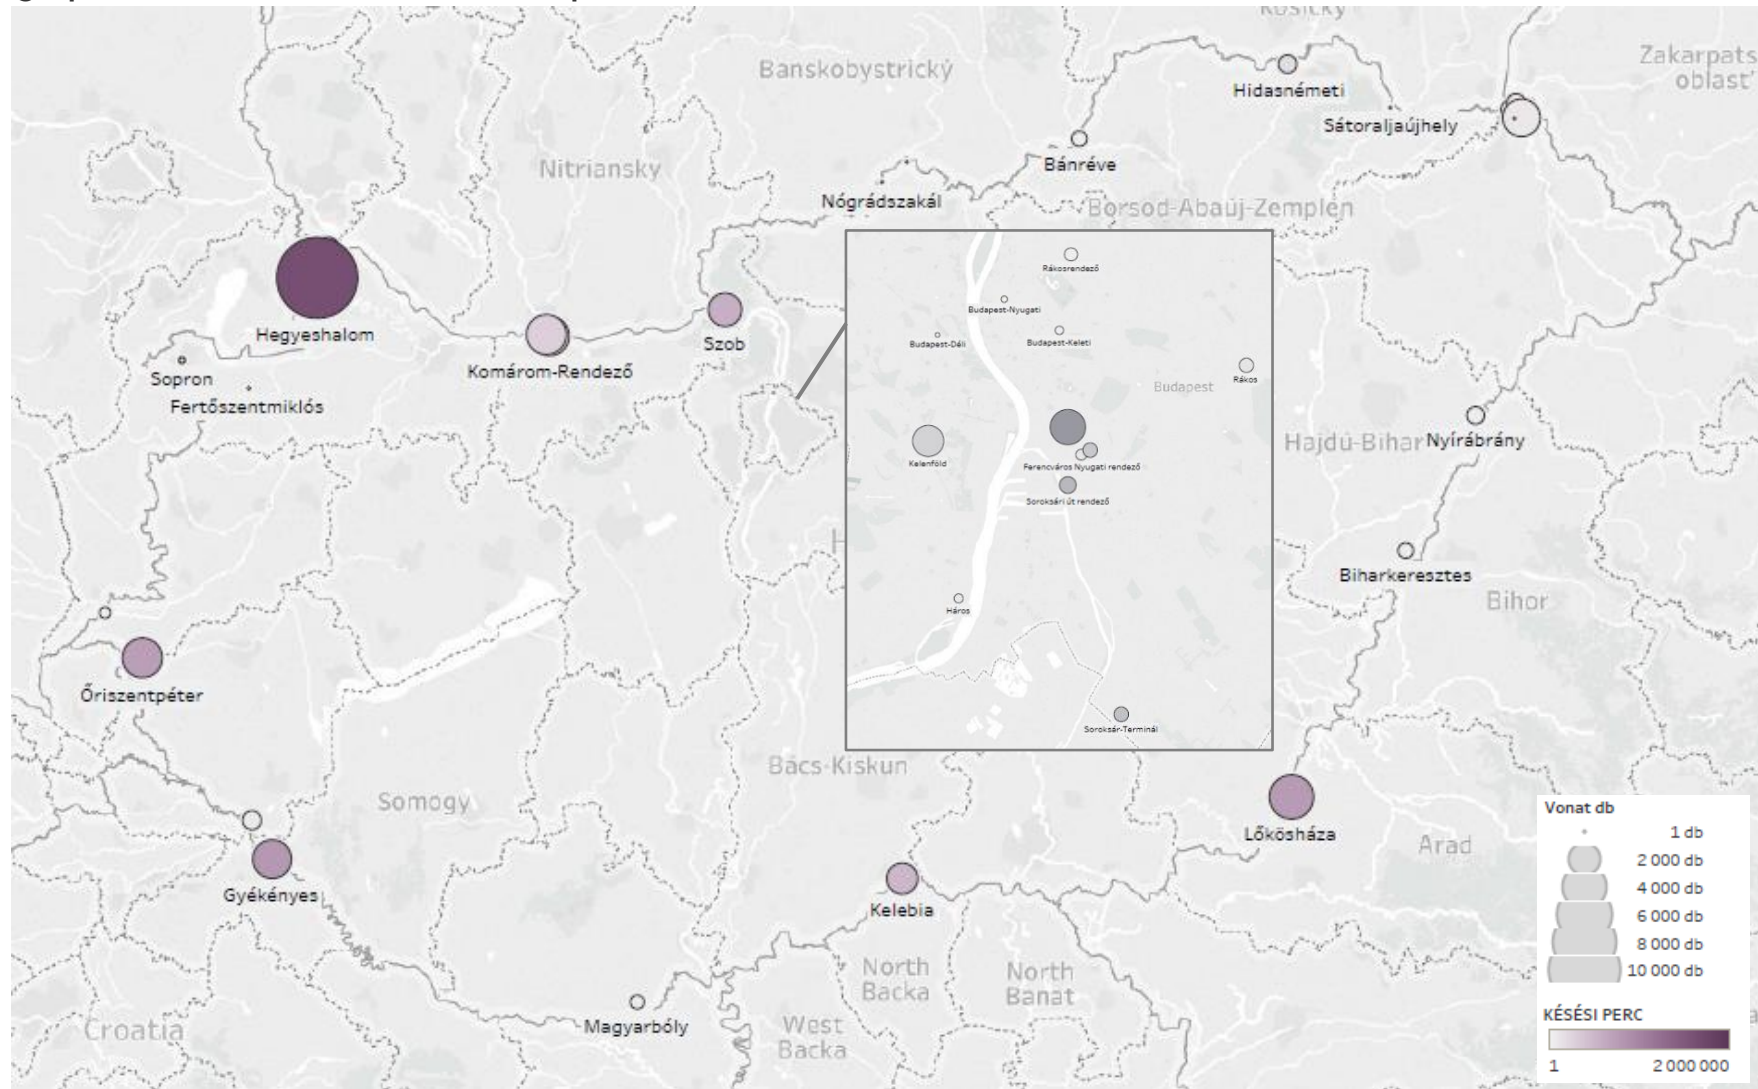 Košický
Banskobystrický
Zakarpats
oblast'
Hidasnémeti
Sátoraljaújhely
Bánréve
Nitriansky
Nógrádszakál
Borsod-Abaúj-Zemplén
Rákosrendező
Budapest-Nyugati
Budapest-Déli
Budapest-Keleti
Rákos
Budapest
Kelenföld
Ferencváros Nyugati rendező
Soroksári út rendező
Háros
Soroksár-Terminál
Hegyeshalom
Szob
Komárom-Rendező
Sopron
Fertőszentmiklós
Hajdú-Bihar
Nyírábrány
H
Biharkeresztes
Bihor
Őriszentpéter
Bács-Kiskun
Somogy
Lőkösháza
Arad
Gyékényes
Kelebia
North
Backa
North
Banat
Magyarbóly
West
Backa
Croatia
Vonat db
1 db
2 000 db
4 000 db
6 000 db
8 000 db
10 000 db
KÉSÉSI PERC
1
2 000 000